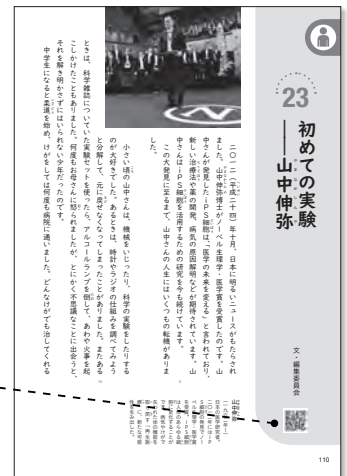 23
初めての実験
——山中伸弥
やまなかしんや
文・編集委員会
二〇一二(平成二十四)年十月、日本に明るいニュースがもたらされ
ました。山中伸弥博士がノーベル生理学・医学賞を受賞したのです。山
中さんが発見したiPS細胞は、「医学の未来を変える」と言われており、
新しい治療法や薬の開発、病気の原因解明などが期待されています。山
中さんはiPS細胞を活用するための研究を今も続けています。
この大発見に至るまで、山中さんの人生にはいくつもの転機がありま
した。
小さい頃の山中さんは、機械をいじったり、科学の実験をしたりする
のが大好きでした。あるときは、時計やラジオの仕組みを調べてみよう
と分解して、元に戻せなくなってしまったことがありました。またある
ときは、科学雑誌についていた実験セットを使ったら、アルコールランプを倒して、あわや火事を起
こしかけたこともありました。何度もお母さんに怒られましたが、とにかく不思議なことに出会うと、
それを解き明かさずにはいられない少年だったのです。
中学生になると柔道を始め、けがをしては何度も病院に通いました。どんなけがでも治してくれる
山中伸弥
110